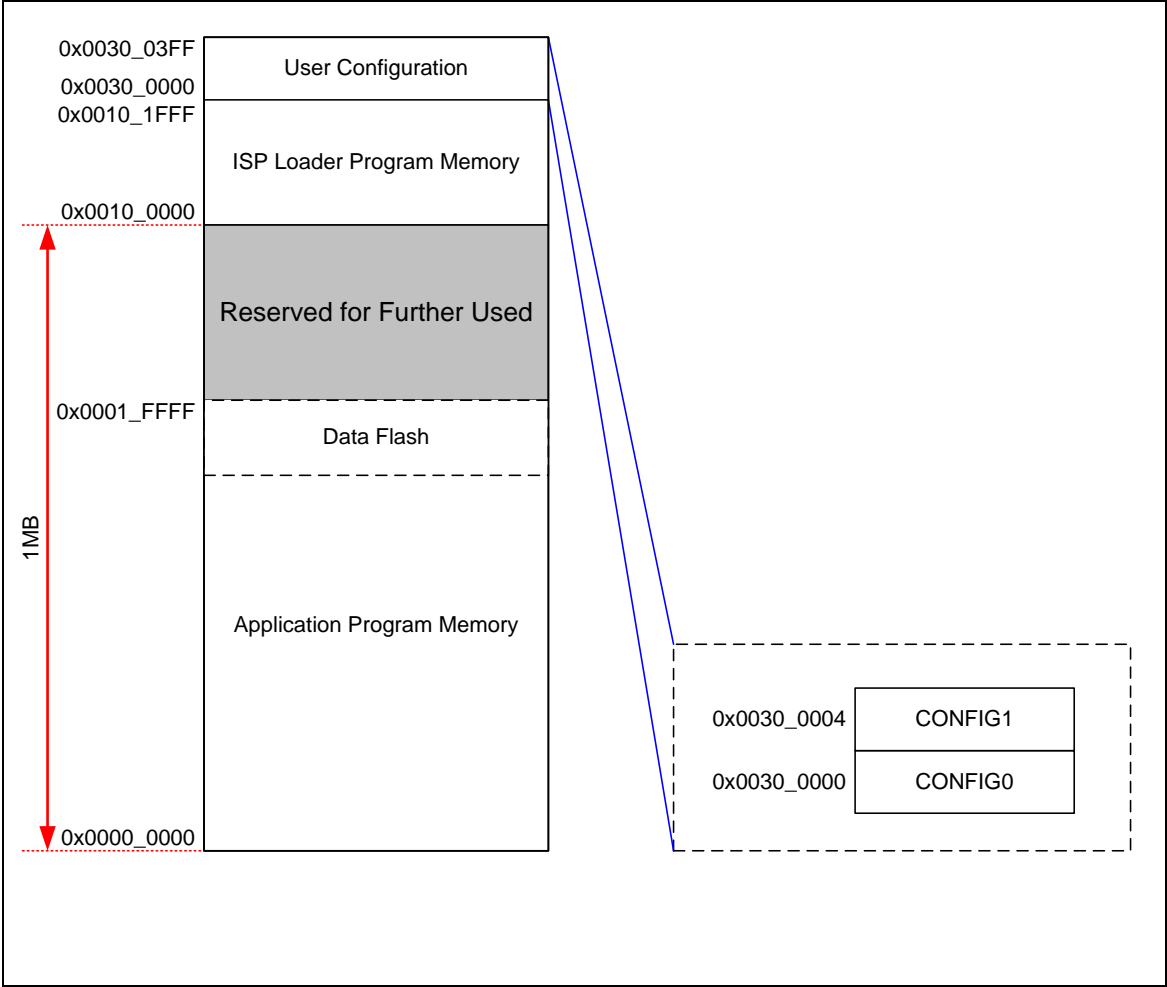 0x0030_03FF
User Configuration
0x0030_0000
0x0010_1FFF
ISP Loader Program Memory
0x0010_0000
Reserved for Further Used
0x0001_FFFF
Data Flash
1MB
Application Program Memory
0x0030_0004
CONFIG1
0x0030_0000
CONFIG0
0x0000_0000